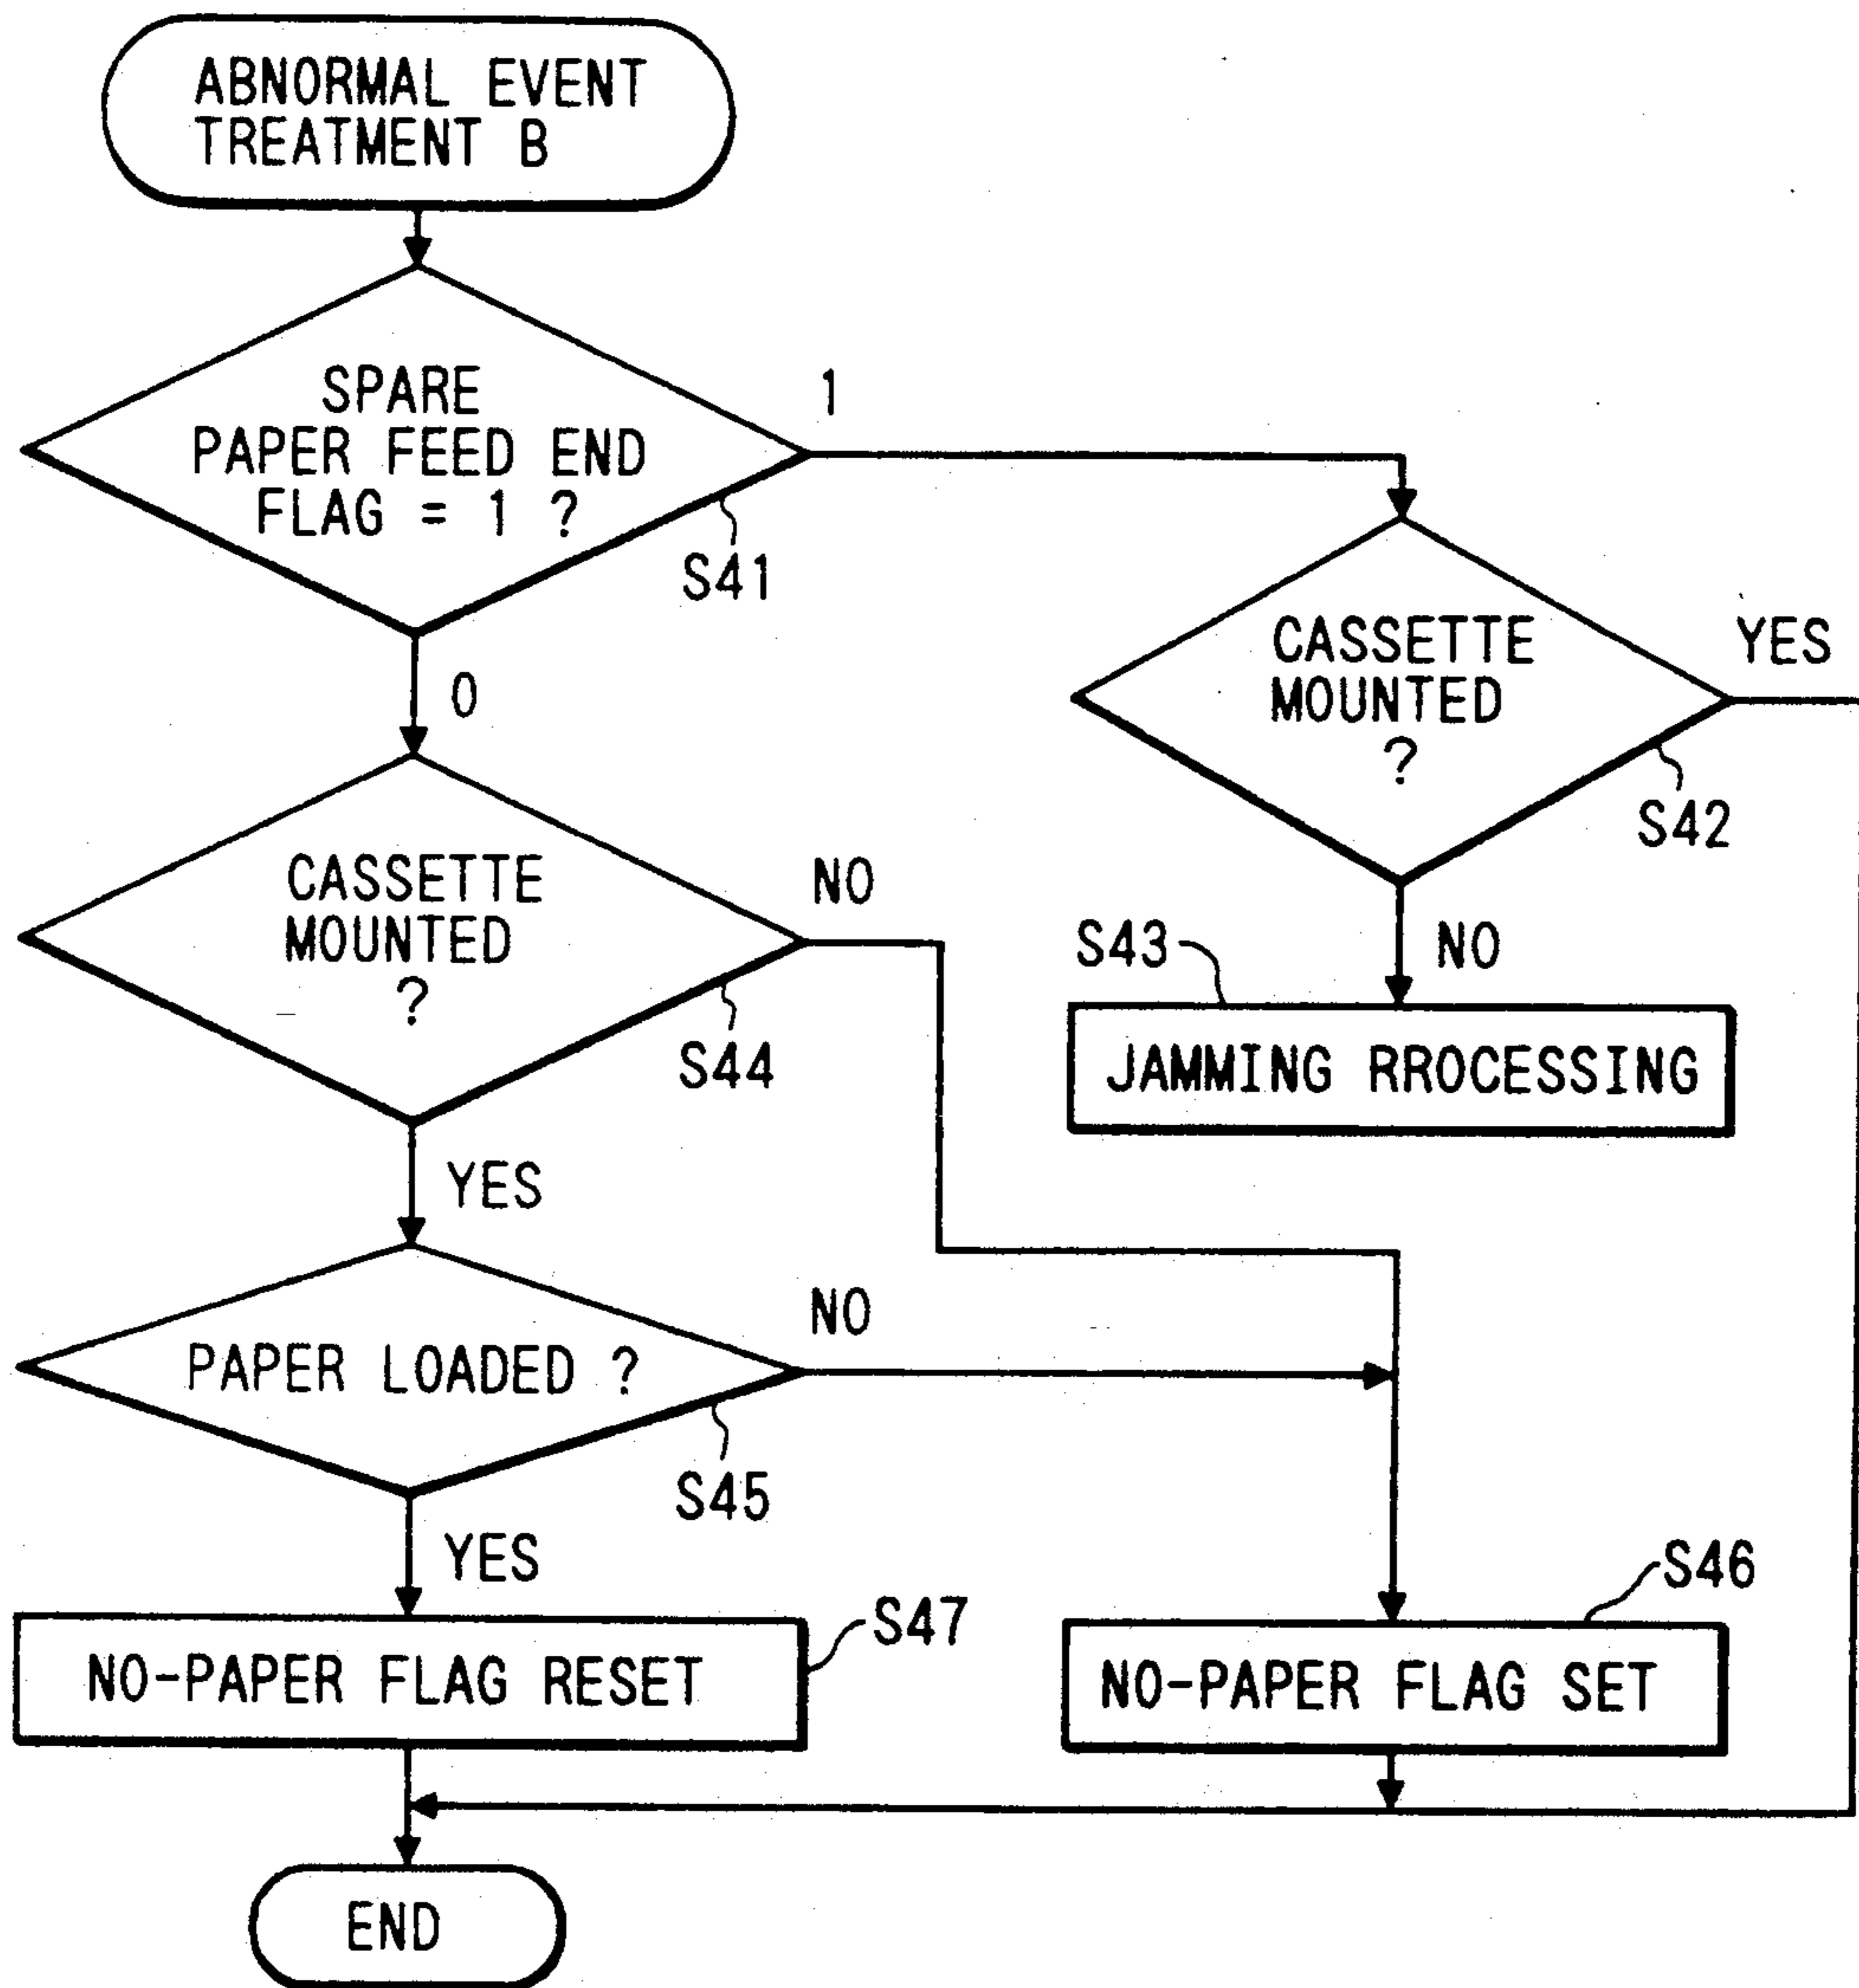 ABNORMAL EVENT
TREATMENT B
SPARE
PAPER FEED END
FLAG = 1 ?
1
S41
0
CASSETTE
MOUNTED
?
YES
S42
CASSETTE
MOUNTED
?
NO
S44
NO
S43
JAMMING RROCESSING
YES
PAPER LOADED ?
NO
S45
YES
S46
S47
NO-PAPER FLAG RESET
NO-PAPER FLAG SET
END